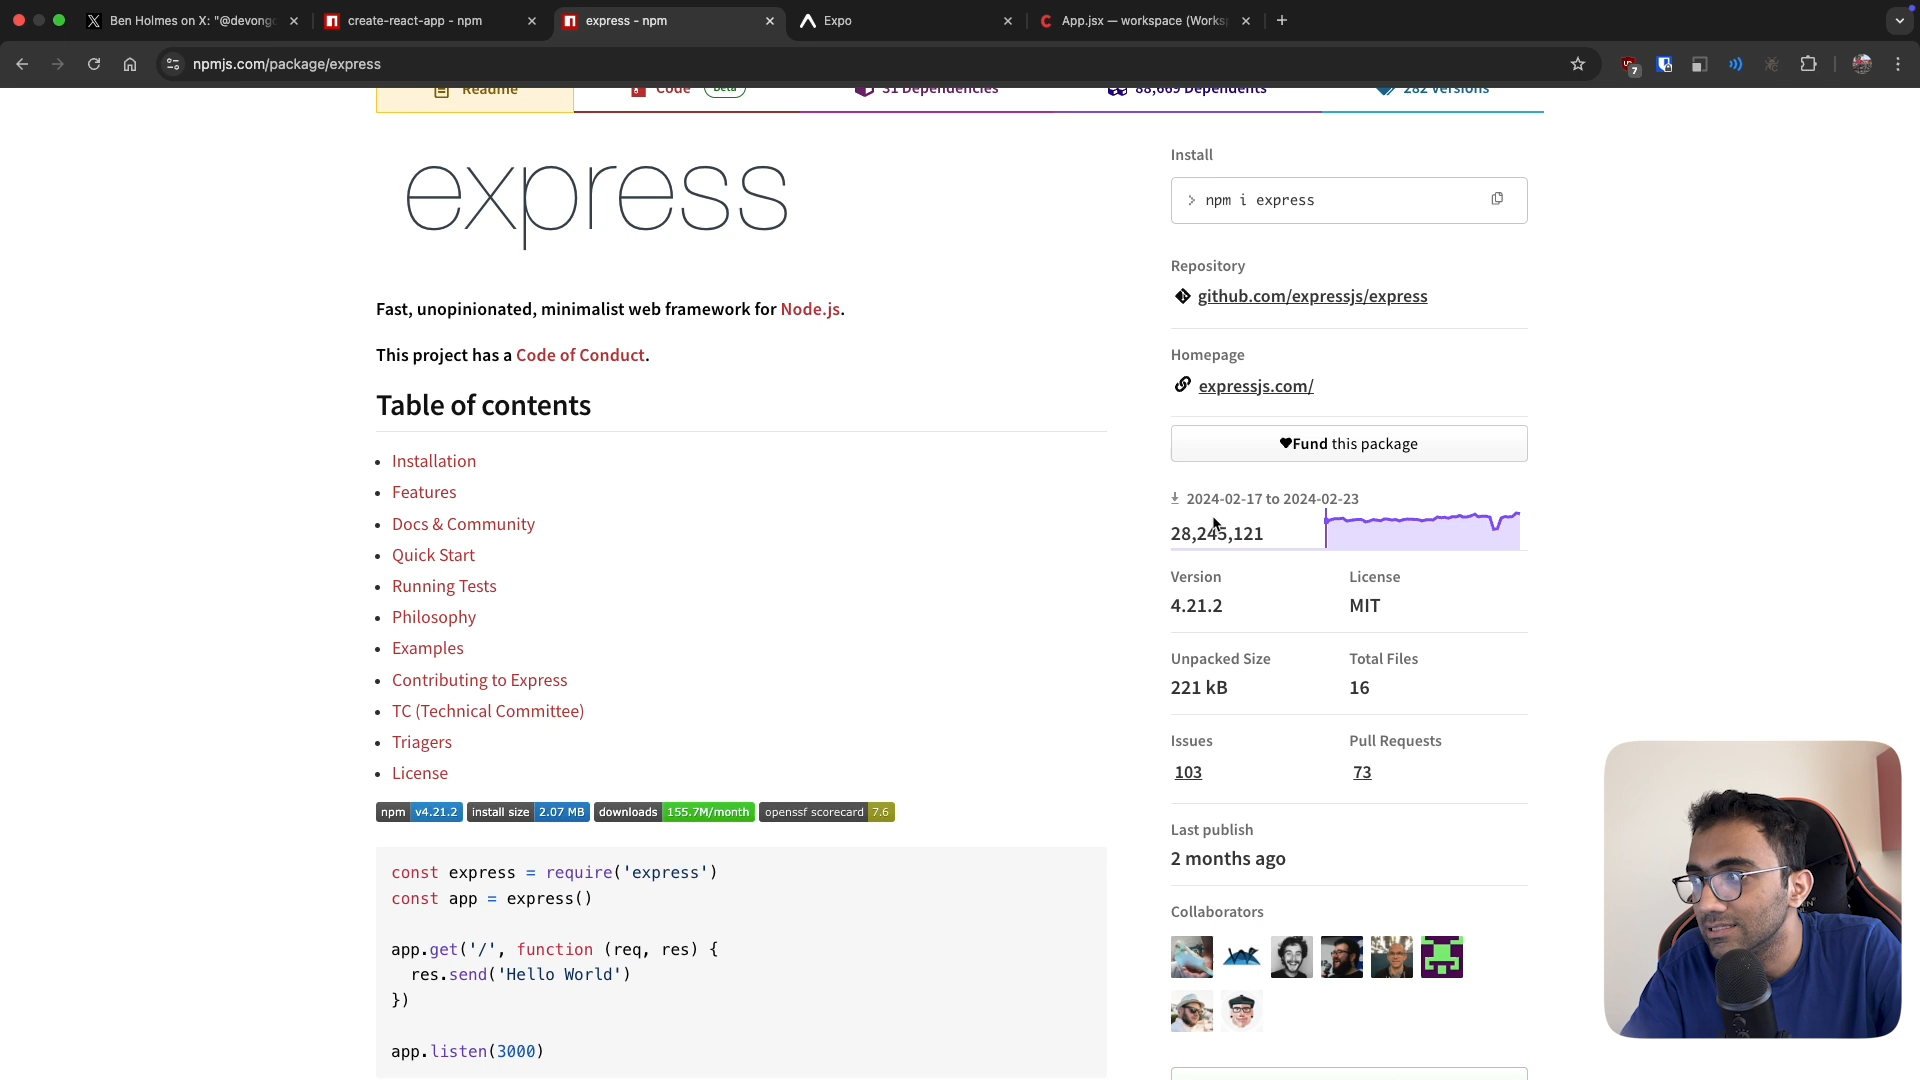 Ben Holmes on X: "@devongo
create-react-app - npm
express - npm
Expo
App.jsx — workspace (Works
npmjs.com/package/express
7
Readme
Code
Beta
31 Dependencies
88,669 Dependents
282 Versions
express
Fast, unopinionated, minimalist web framework for Node.js.
This project has a Code of Conduct.
Table of contents
Installation
Features
Docs & Community
Quick Start
Running Tests
Philosophy
Examples
Contributing to Express
TC (Technical Committee)
Triagers
License
npm v4.21.2 install size 2.07 MB downloads 155.7M/month openssf scorecard 7.6
const express = require('express')
const app = express()
app.get('/', function (req, res) {
res.send('Hello World')
})
app.listen(3000)
Install
> npm i express
Repository
github.com/expressjs/express
Homepage
expressjs.com/
Fund this package
2024-02-17 to 2024-02-23
28,245,121
Version
4.21.2
License
MIT
Unpacked Size
221 kB
Total Files
16
Issues
103
Pull Requests
73
Last publish
2 months ago
Collaborators